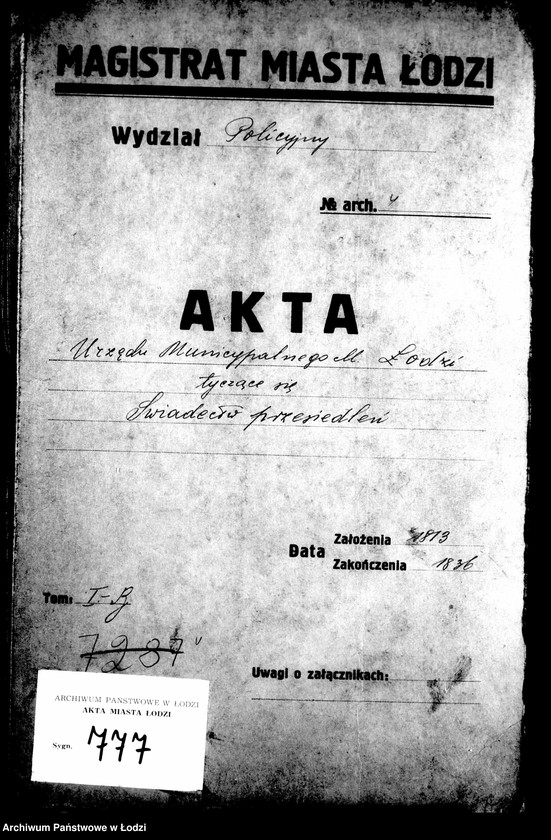 MAGISTRAT MIASTA ŁODZI
Wydział Policyjny
№ arch.
AKTA
Urzędu Municypalnego M Łodzi
tyczące się
Świadectw przesiedleń
Data
Założenia 1813
Zakończenia 1836
Tom: I-B
7287
Uwagi o załącznikach:
ARCHIWUM PAŃSTWOWE W ŁODZI
AKTA MIASTA ŁODZI
Sygn. 777
Archiwum Państwowe w Łodzi